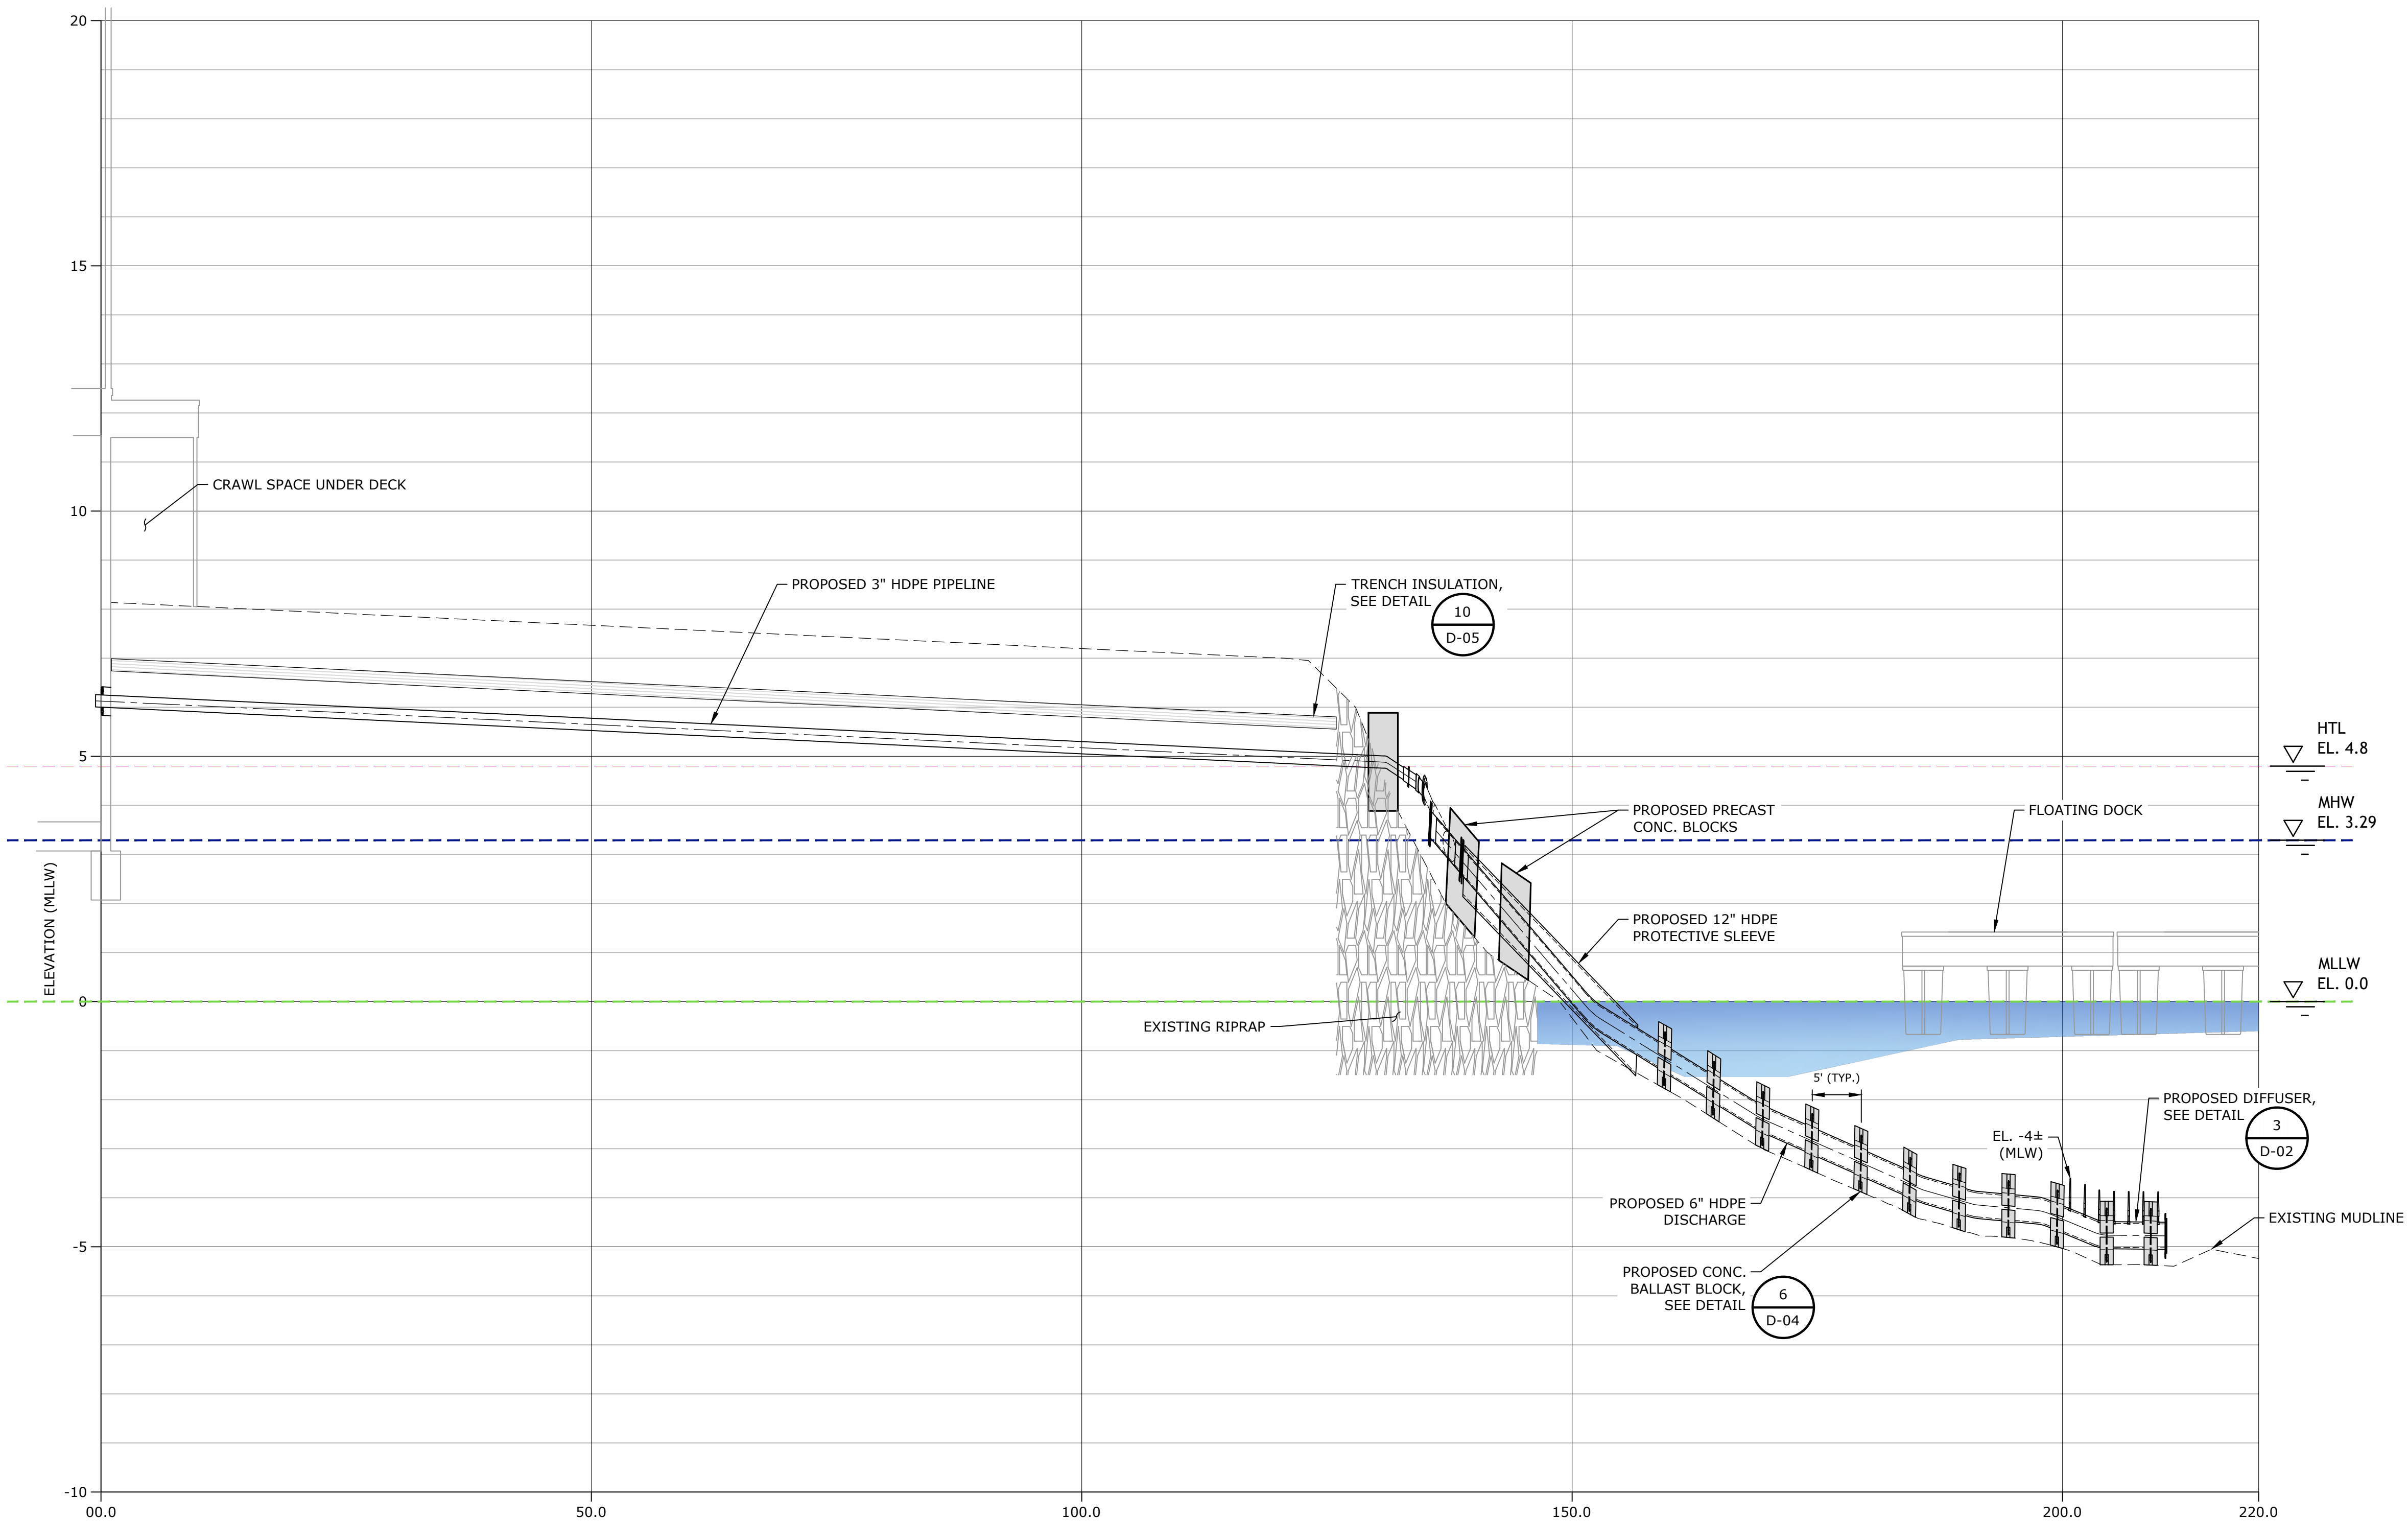 20
15
10
5
0
-5
-10
ELEVATION (MLLW)
00.0
50.0
100.0
150.0
200.0
220.0
CRAWL SPACE UNDER DECK
PROPOSED 3" HDPE PIPELINE
TRENCH INSULATION,
SEE DETAIL
10
D-05
HTL
EL. 4.8
MHW
EL. 3.29
MLLW
EL. 0.0
PROPOSED PRECAST
CONC. BLOCKS
FLOATING DOCK
PROPOSED 12" HDPE
PROTECTIVE SLEEVE
EXISTING RIPRAP
5' (TYP.)
PROPOSED DIFFUSER,
SEE DETAIL
3
D-02
EL. -4±
(MLW)
PROPOSED 6" HDPE
DISCHARGE
EXISTING MUDLINE
PROPOSED CONC.
BALLAST BLOCK,
SEE DETAIL
6
D-04